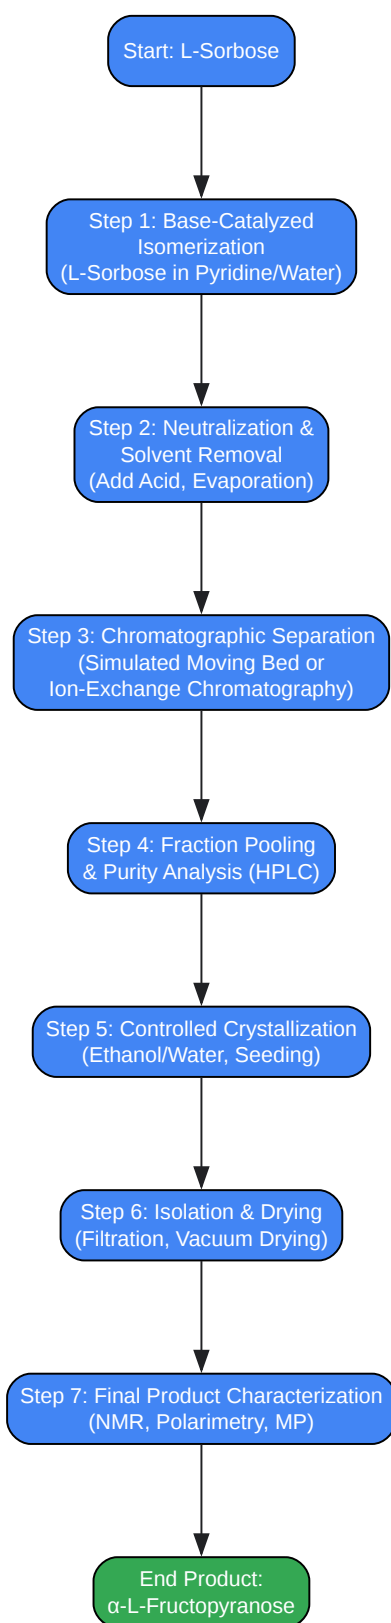 Start: L-Sorbose
Step 1: Base-Catalyzed
Isomerization
(L-Sorbose in Pyridine/Water)
Step 2: Neutralization &
Solvent Removal
(Add Acid, Evaporation)
Step 3: Chromatographic Separation
(Simulated Moving Bed or
Ion-Exchange Chromatography)
Step 4: Fraction Pooling
& Purity Analysis (HPLC)
Step 5: Controlled Crystallization
(Ethanol/Water, Seeding)
Step 6: Isolation & Drying
(Filtration, Vacuum Drying)
Step 7: Final Product Characterization
(NMR, Polarimetry, MP)
End Product:
α-L-Fructopyranose